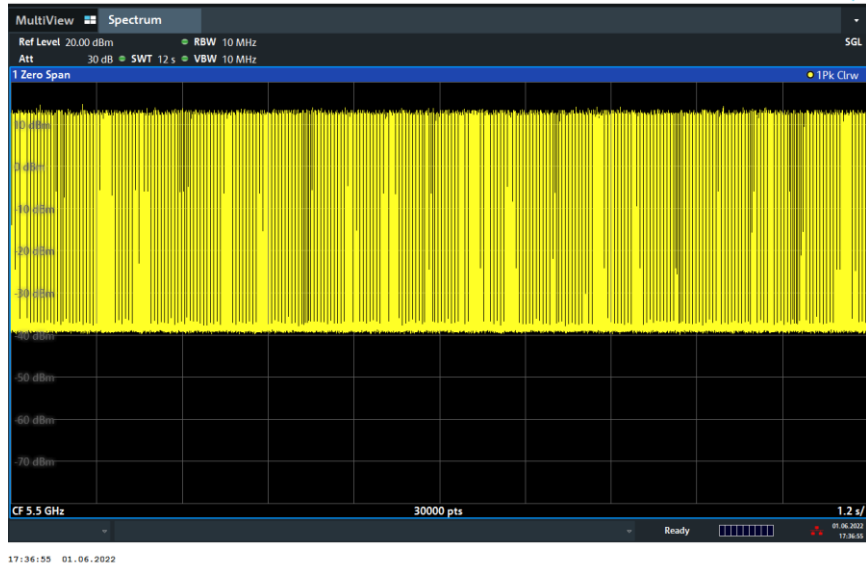 MultiView Spectrum
Ref Level 20.00 dBm RBW 10 MHz SGL
Att 30 dB SWT 12 s VBW 10 MHz
1 Zero Span 1Pk Clrw
10 dBm
0 dBm
-10 dBm
-20 dBm
-30 dBm
-40 dBm
-50 dBm
-60 dBm
-70 dBm
CF 5.5 GHz 30000 pts 1.2 s/
Ready 01.06.2022
17:36:55
17:36:55 01.06.2022